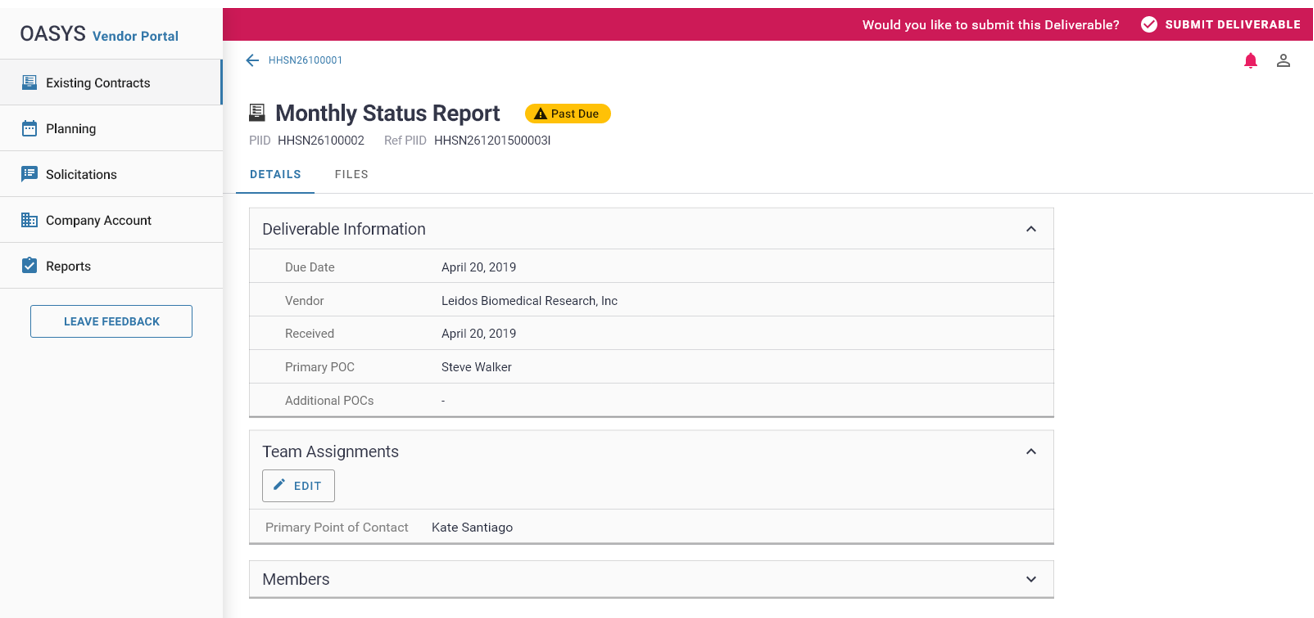 OASYS Vendor Portal
Would you like to submit this Deliverable? SUBMIT DELIVERABLE
Existing Contracts
Planning
Solicitations
Company Account
Reports
LEAVE FEEDBACK
HHSN26100001
Monthly Status Report Past Due
PIID HHSN26100002 Ref PIID HHSN261201500003I
DETAILS FILES
Deliverable Information
Due Date April 20, 2019
Vendor Leidos Biomedical Research, Inc
Received April 20, 2019
Primary POC Steve Walker
Additional POCs -
Team Assignments
EDIT
Primary Point of Contact Kate Santiago
Members